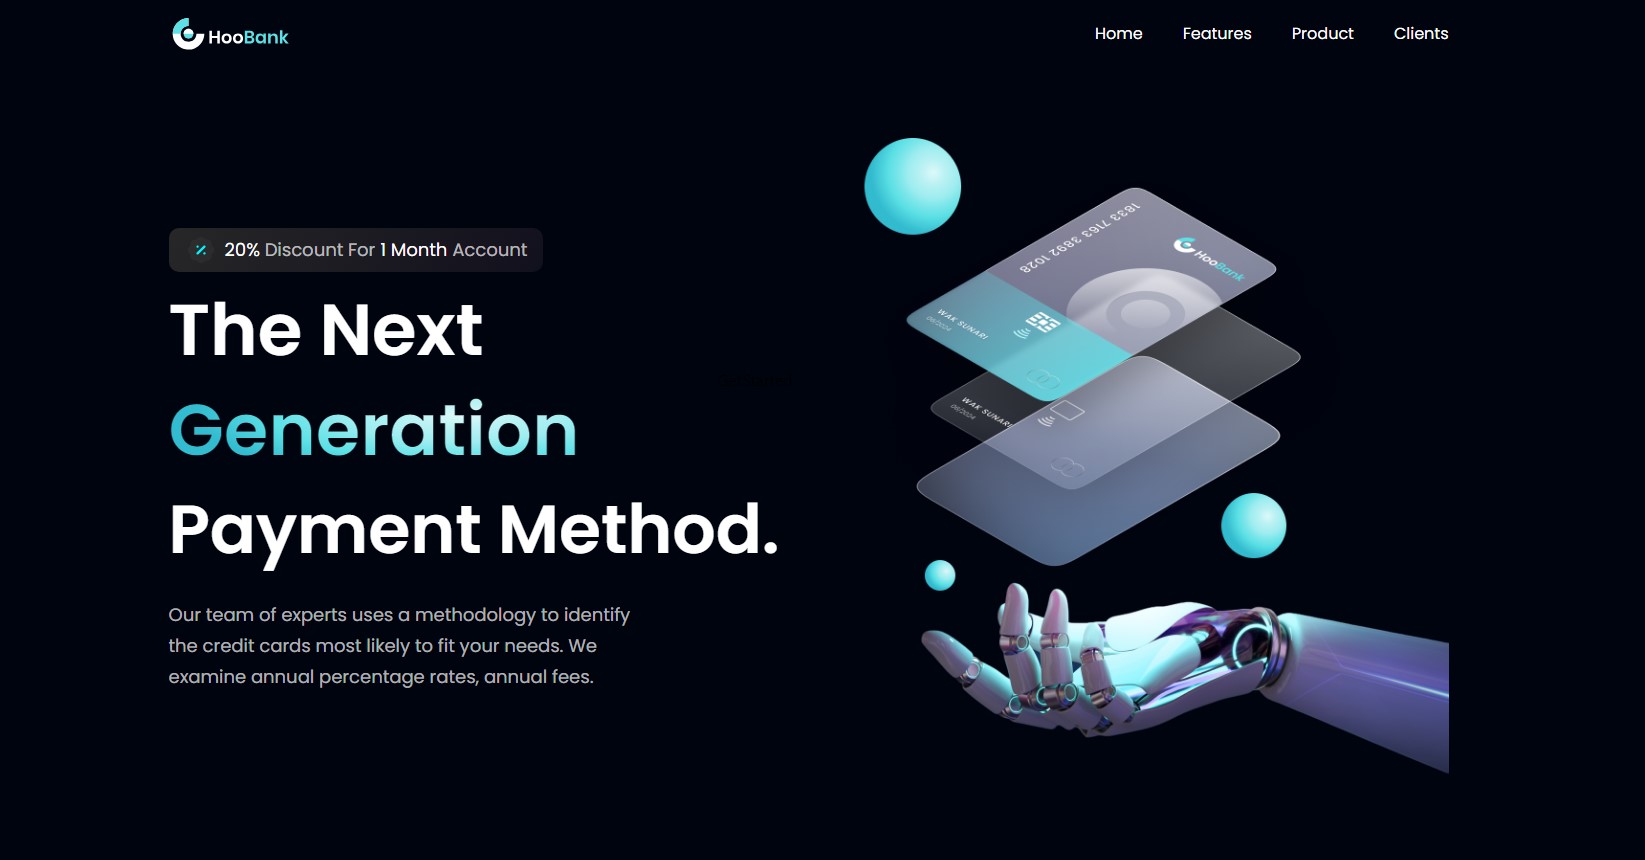 HooBank
Home Features Product Clients
20% Discount For 1 Month Account
The Next
Generation
Payment Method.
Our team of experts uses a methodology to identify
the credit cards most likely to fit your needs. We
examine annual percentage rates, annual fees.
1833 7163 3892 1028
HooBank
WAK SUNARI
06/2024
WAK SUNARI
06/2024